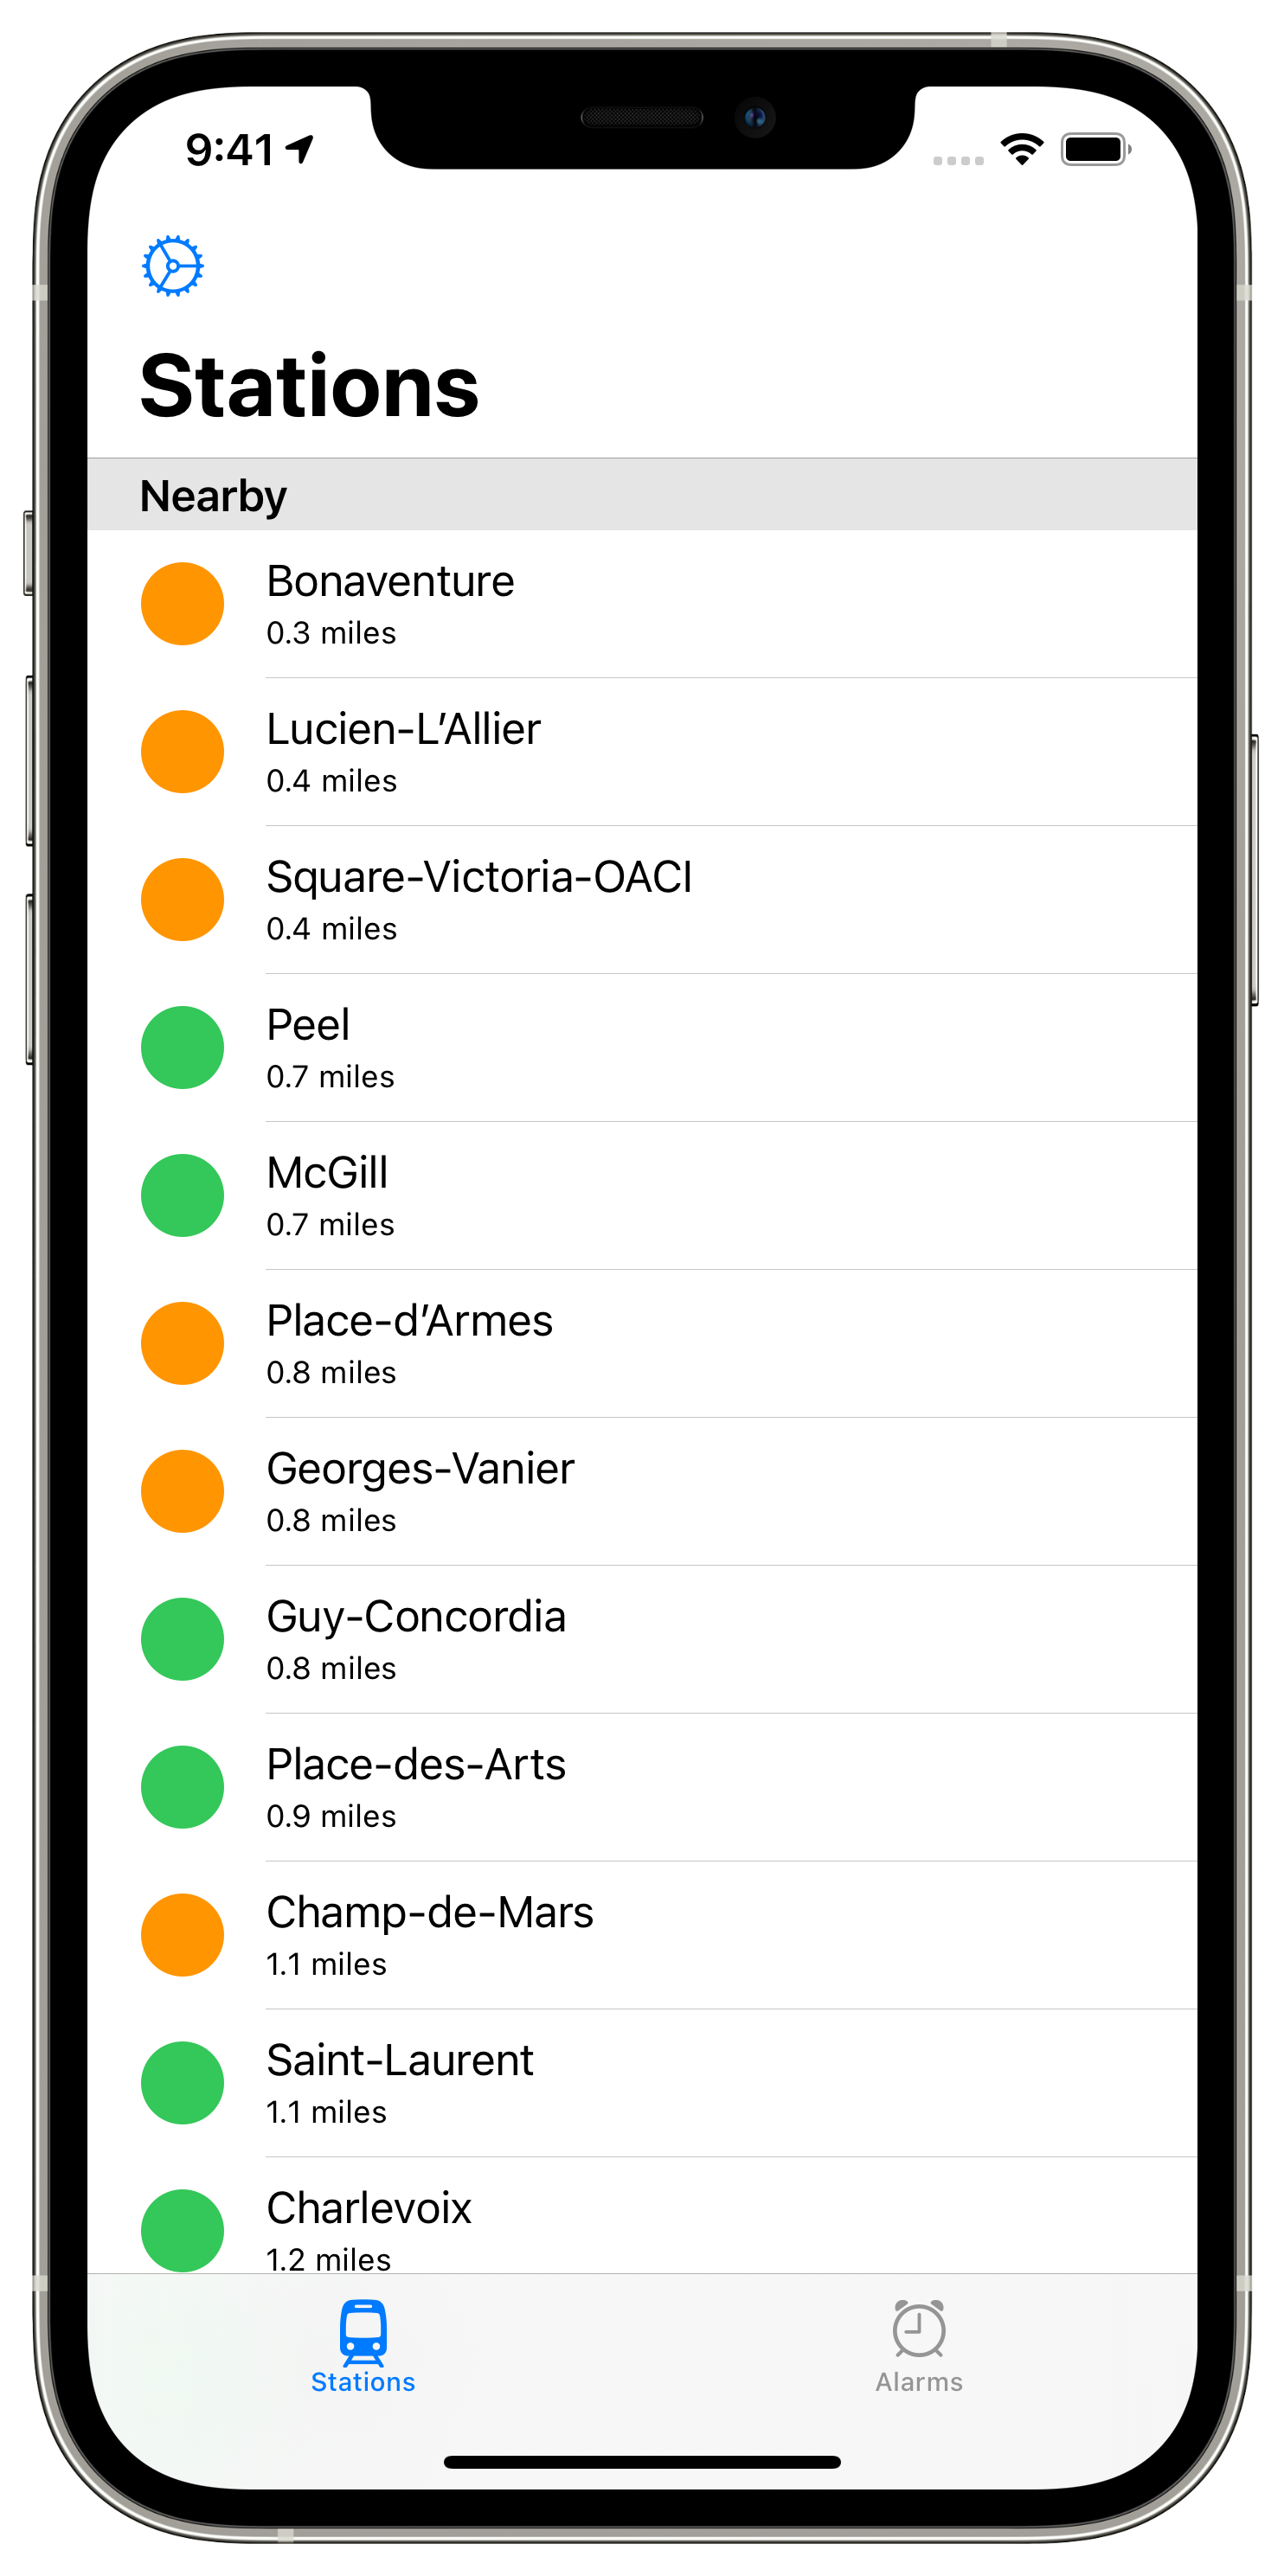 9:41
Stations
Nearby
Bonaventure
0.3 miles
Lucien-L’Allier
0.4 miles
Square-Victoria-OACI
0.4 miles
Peel
0.7 miles
McGill
0.7 miles
Place-d’Armes
0.8 miles
Georges-Vanier
0.8 miles
Guy-Concordia
0.8 miles
Place-des-Arts
0.9 miles
Champ-de-Mars
1.1 miles
Saint-Laurent
1.1 miles
Charlevoix
1.2 miles
Stations
Alarms